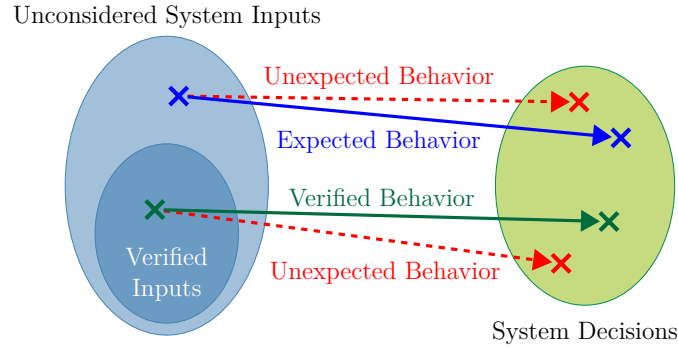 Unconsidered System Inputs
Unexpected Behavior
Expected Behavior
Verified Behavior
Verified
Inputs
Unexpected Behavior
System Decisions